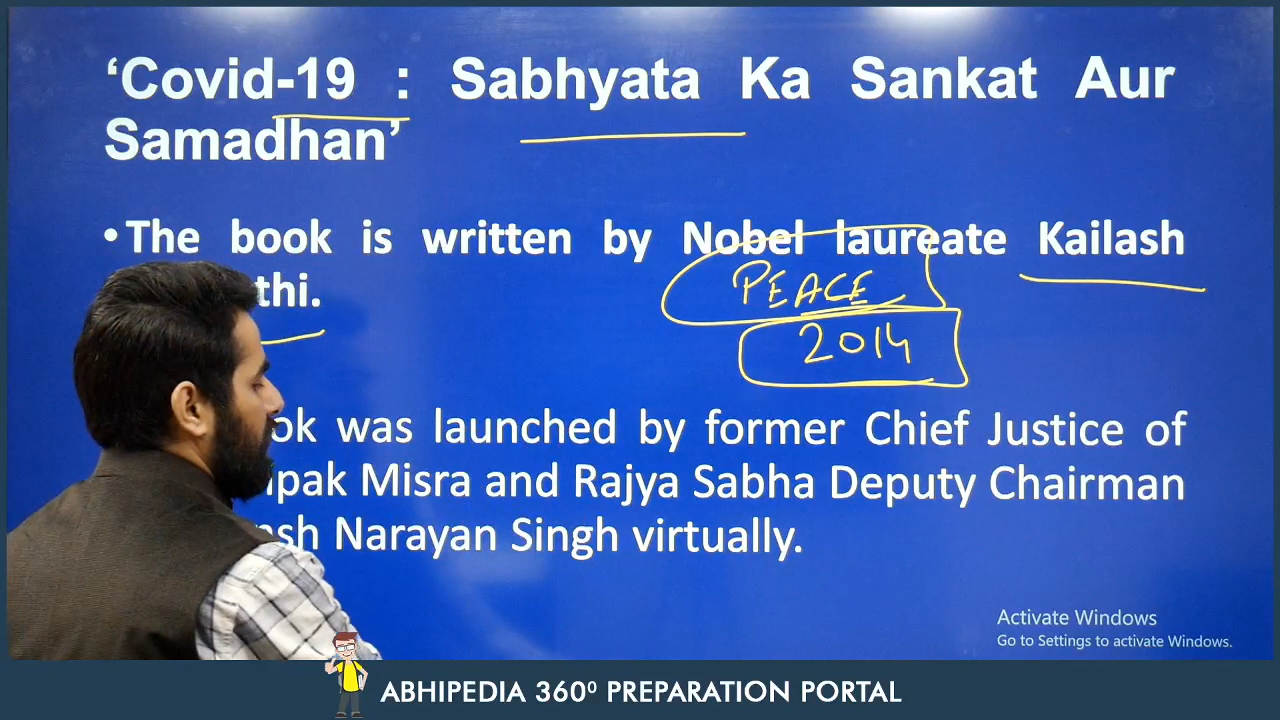 ‘Covid-19 : Sabhyata Ka Sankat Aur
Samadhan’
•The book is written by Nobel laureate Kailash
thi.
PEACE
2014
ok was launched by former Chief Justice of
ipak Misra and Rajya Sabha Deputy Chairman
nsh Narayan Singh virtually.
Activate Windows
Go to Settings to activate Windows.
ABHIPEDIA 360⁰ PREPARATION PORTAL